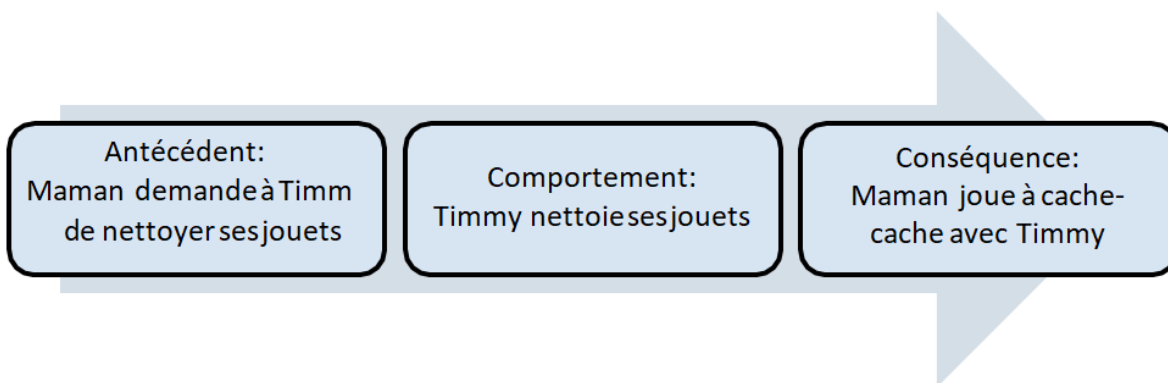 Antécédent:
Maman demande à Timm
de nettoyer ses jouets
Comportement:
Timmy nettoie ses jouets
Conséquence:
Maman joue à cache-
cache avec Timmy